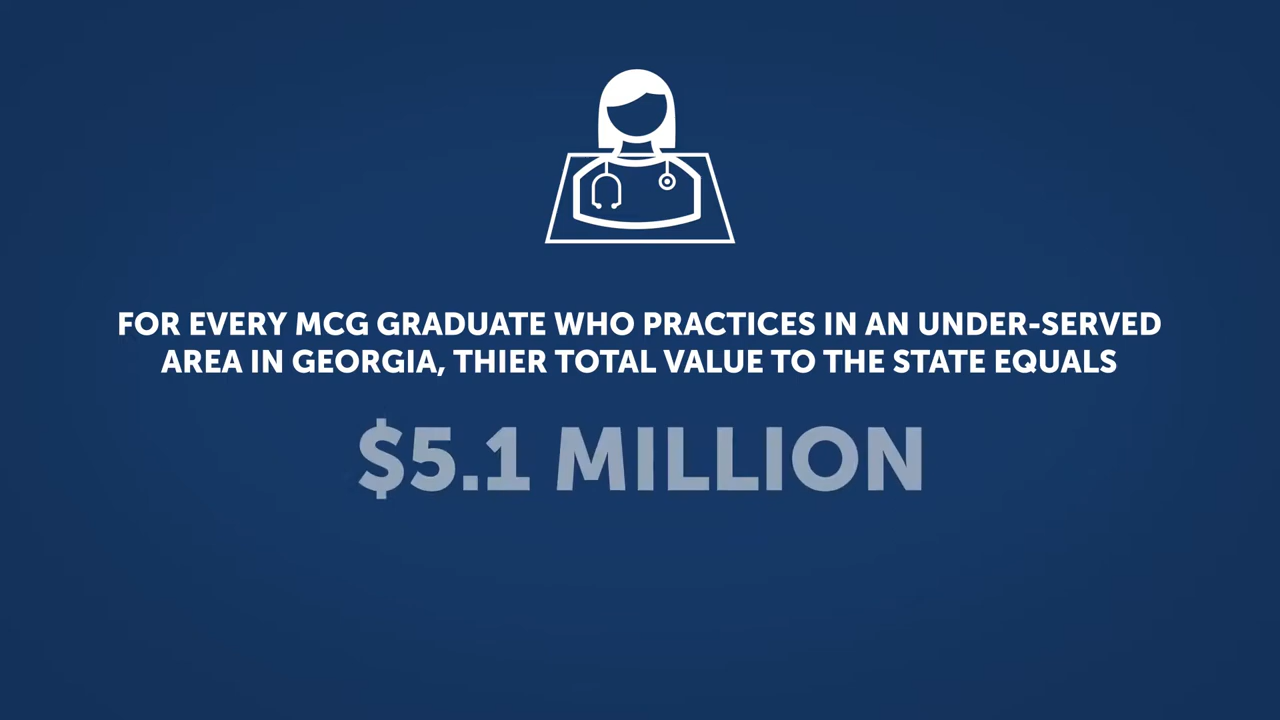 FOR EVERY MCG GRADUATE WHO PRACTICES IN AN UNDER-SERVED
AREA IN GEORGIA, THIER TOTAL VALUE TO THE STATE EQUALS
$5.1 MILLION